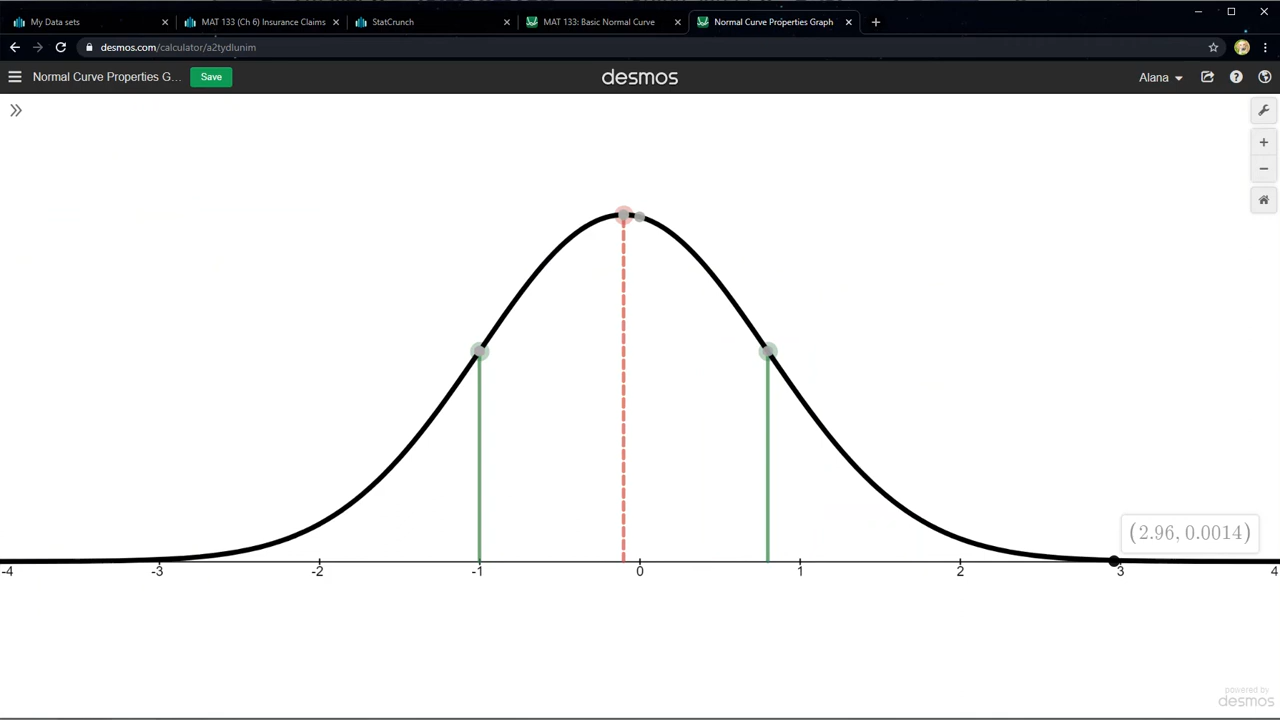 My Data sets
MAT 133 (Ch 6) Insurance Claims
StatCrunch
MAT 133: Basic Normal Curve
Normal Curve Properties Graph
desmos.com/calculator/a2tydlunim
Normal Curve Properties G...
Save
desmos
Alana
(2.96, 0.0014)
-4 -3 -2 -1 0 1 2 3 4
powered by
desmos